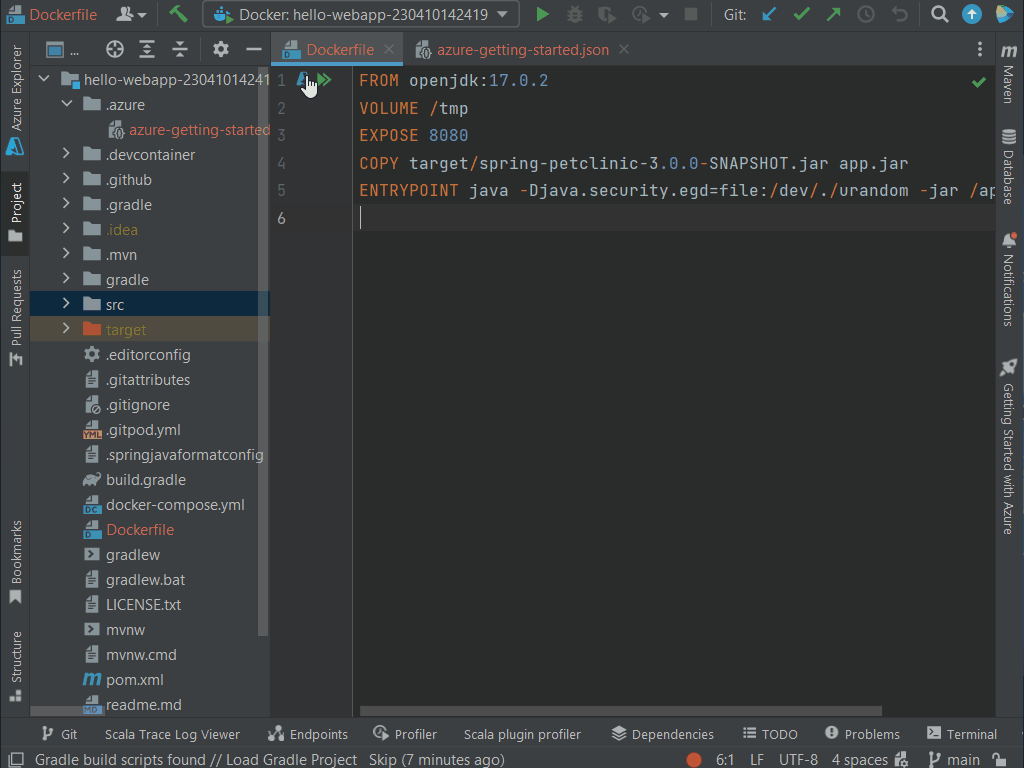 Dockerfile
Docker: hello-webapp-230410142419
Git:
Azure Explorer
Project
Pull Requests
Bookmarks
Structure
...
hello-webapp-23041014241
.azure
azure-getting-started
.devcontainer
.github
.gradle
.idea
.mvn
gradle
src
target
.editorconfig
.gitattributes
.gitignore
.gitpod.yml
.springjavaformatconfig
build.gradle
docker-compose.yml
Dockerfile
gradlew
gradlew.bat
LICENSE.txt
mvnw
mvnw.cmd
pom.xml
readme.md
Dockerfile
azure-getting-started.json
1 FROM openjdk:17.0.2
2 VOLUME /tmp
3 EXPOSE 8080
4 COPY target/spring-petclinic-3.0.0-SNAPSHOT.jar app.jar
5 ENTRYPOINT java -Djava.security.egd=file:/dev/./urandom -jar /ap
6
Maven
Database
Notifications
Getting Started with Azure
Git
Scala Trace Log Viewer
Endpoints
Profiler
Scala plugin profiler
Dependencies
TODO
Problems
Terminal
Gradle build scripts found // Load Gradle Project Skip (7 minutes ago)
6:1
LF
UTF-8
4 spaces
main